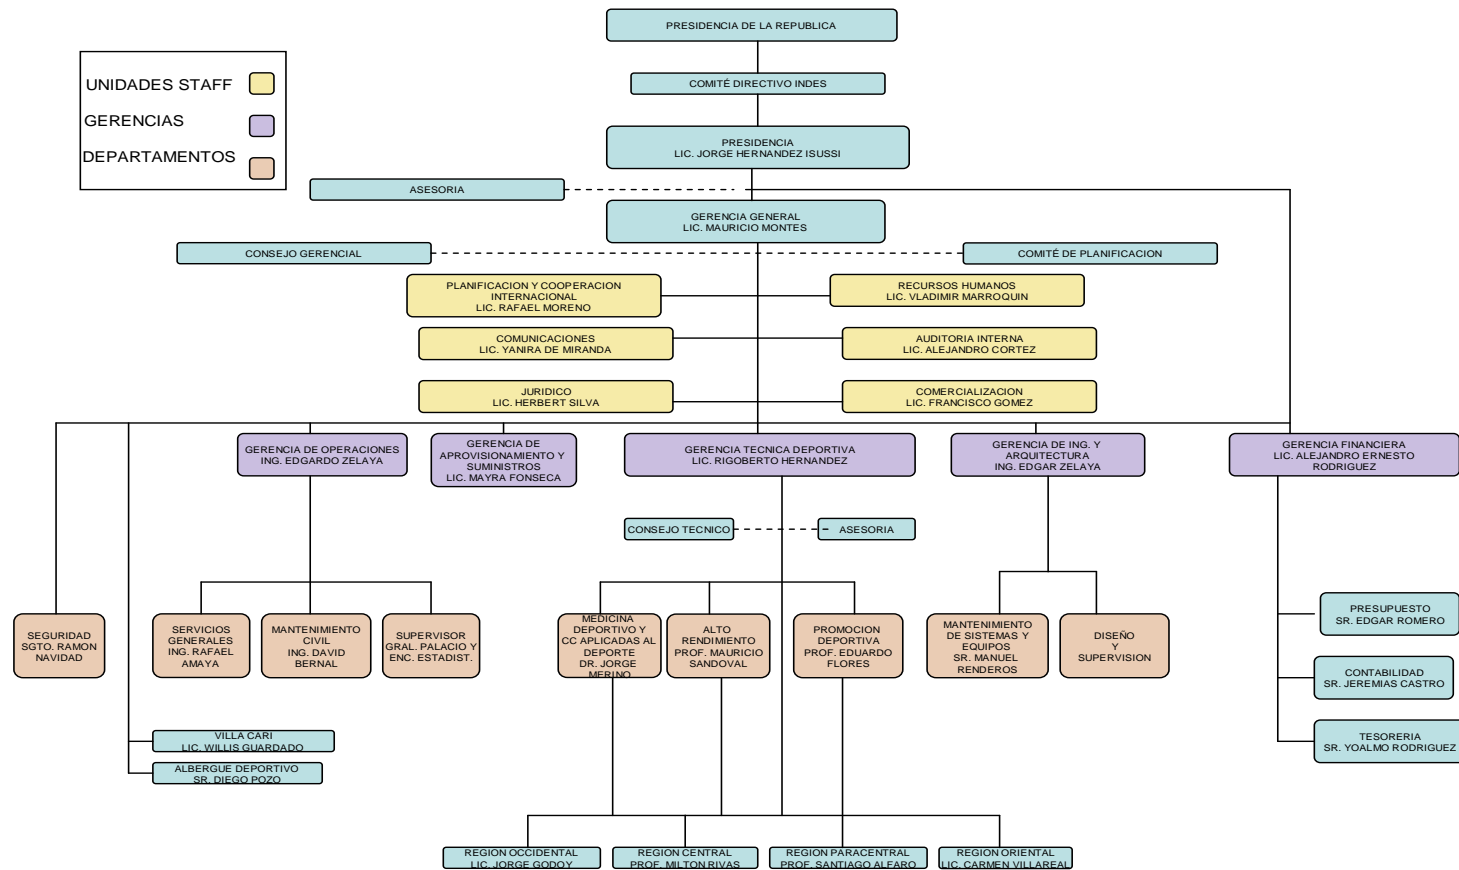 PRESIDENCIA DE LA REPUBLICA
UNIDADES STAFF
GERENCIAS
DEPARTAMENTOS
COMITÉ DIRECTIVO INDES
PRESIDENCIA
LIC. JORGE HERNANDEZ ISUSSI
ASESORIA
GERENCIA GENERAL
LIC. MAURICIO MONTES
CONSEJO GERENCIAL
COMITÉ DE PLANIFICACION
PLANIFICACION Y COOPERACION
INTERNACIONAL
LIC. RAFAEL MORENO
RECURSOS HUMANOS
LIC. VLADIMIR MARROQUIN
COMUNICACIONES
LIC. YANIRA DE MIRANDA
AUDITORIA INTERNA
LIC. ALEJANDRO CORTEZ
JURIDICO
LIC. HERBERT SILVA
COMERCIALIZACION
LIC. FRANCISCO GOMEZ
GERENCIA DE OPERACIONES
ING. EDGARDO ZELAYA
GERENCIA DE
APROVISIONAMIENTO Y
SUMINISTROS
LIC. MAYRA FONSECA
GERENCIA TECNICA DEPORTIVA
LIC. RIGOBERTO HERNANDEZ
GERENCIA DE ING. Y
ARQUITECTURA
ING. EDGAR ZELAYA
GERENCIA FINANCIERA
LIC. ALEJANDRO ERNESTO
RODRIGUEZ
CONSEJO TECNICO
ASESORIA
SEGURIDAD
SGTO. RAMON
NAVIDAD
SERVICIOS
GENERALES
ING. RAFAEL
AMAYA
MANTENIMIENTO
CIVIL
ING. DAVID
BERNAL
SUPERVISOR
GRAL. PALACIO Y
ENC. ESTADIST.
MEDICINA
DEPORTIVO Y
CC APLICADAS AL
DEPORTE
DR. JORGE
MERINO
ALTO
RENDIMIENTO
PROF. MAURICIO
SANDOVAL
PROMOCION
DEPORTIVA
PROF. EDUARDO
FLORES
MANTENIMIENTO
DE SISTEMAS Y
EQUIPOS
SR. MANUEL
RENDEROS
DISEÑO
Y
SUPERVISION
PRESUPUESTO
SR. EDGAR ROMERO
CONTABILIDAD
SR. JEREMIAS CASTRO
TESORERIA
SR. YOALMO RODRIGUEZ
VILLA CARI
LIC. WILLIS GUARDADO
ALBERGUE DEPORTIVO
SR. DIEGO POZO
REGION OCCIDENTAL
LIC. JORGE GODOY
REGION CENTRAL
PROF. MILTON RIVAS
REGION PARACENTRAL
PROF. SANTIAGO ALFARO
REGION ORIENTAL
LIC. CARMEN VILLAREAL